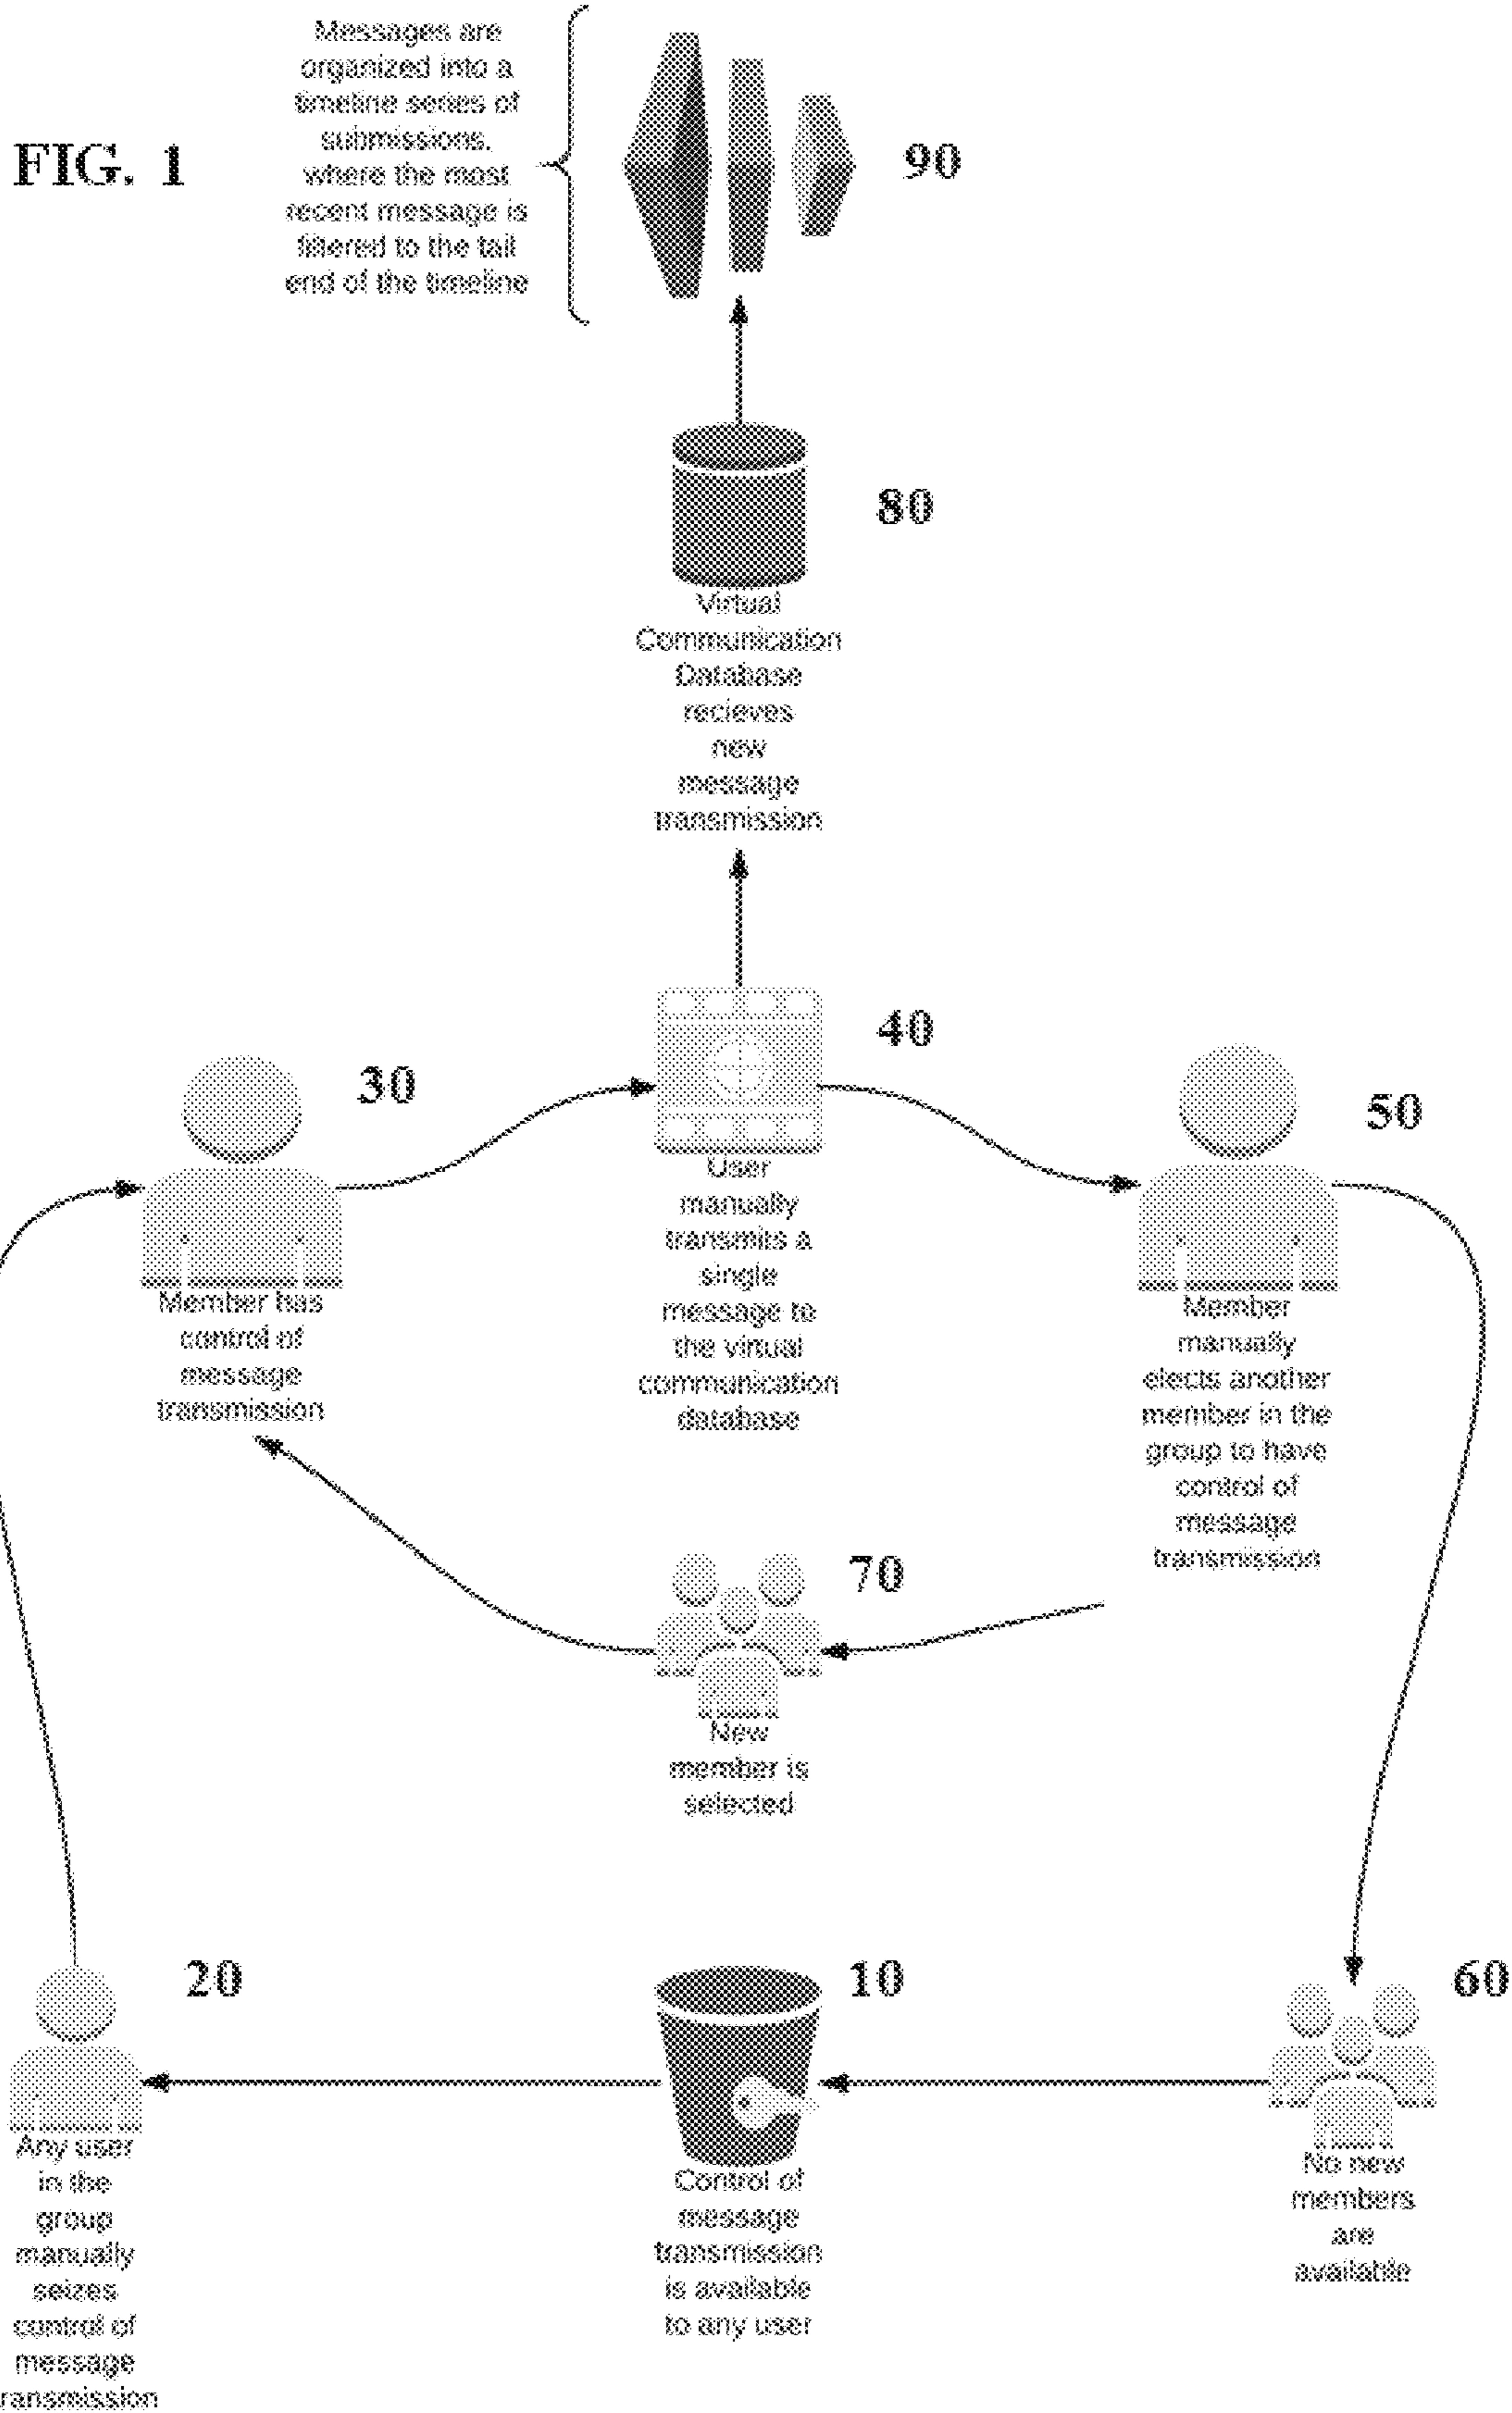 Messages are
organized into a
timeline series of
submissions,
where the most
recent message is
filtered to the tail
end of the timeline
FIG. 1
90
80
Virtual
Communication
Database
recieves
new
message
transmission
40
User
manually
transmits a
single
message to
the virtual
communication
database
30
Member has
control of
message
transmission
50
Member
manually
elects another
member in the
group to have
control of
message
transmission
70
New
member is
selected
20
Any user
in the
group
manually
seizes
control of
message
ransmission
10
Control of
message
transmission
is available
to any user
60
No new
members
are
available